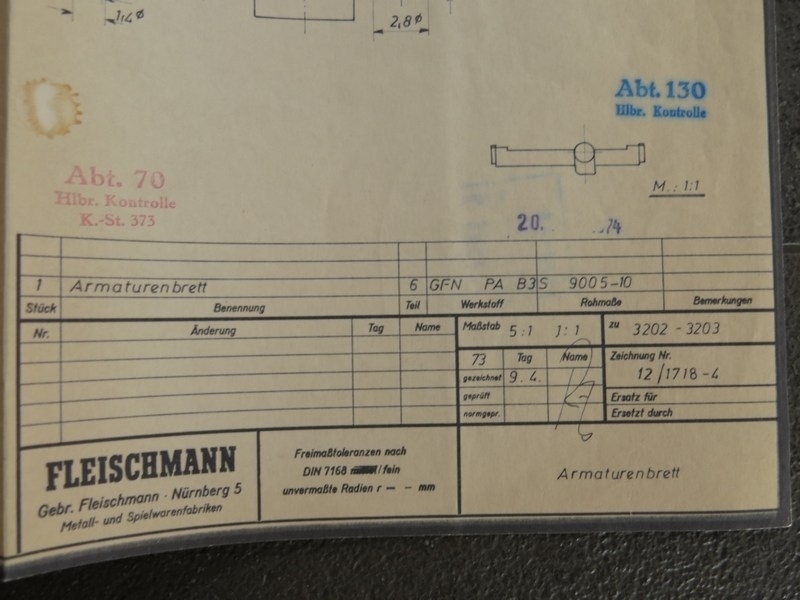 1,4 ø
2,8 ø
Abt. 130
Hlbr. Kontrolle
M.: 1:1
Abt. 70
Hlbr. Kontrolle
K.-St. 373
20. 74
1 Armaturenbrett 6 GFN PA B3S 9005-10
Stück Benennung Teil Werkstoff Rohmaße Bemerkungen
Nr. Änderung Tag Name
Maßstab 5:1 1:1
zu 3202 - 3203
73 Tag Name
gezeichnet 9. 4.
geprüft
normgepr.
Zeichnung Nr.
12/1718-4
Ersatz für
Ersetzt durch
FLEISCHMANN
Gebr. Fleischmann · Nürnberg 5
Metall- und Spielwarenfabriken
Freimaßtoleranzen nach
DIN 7168 /fein
unvermaßte Radien r — - mm
Armaturenbrett